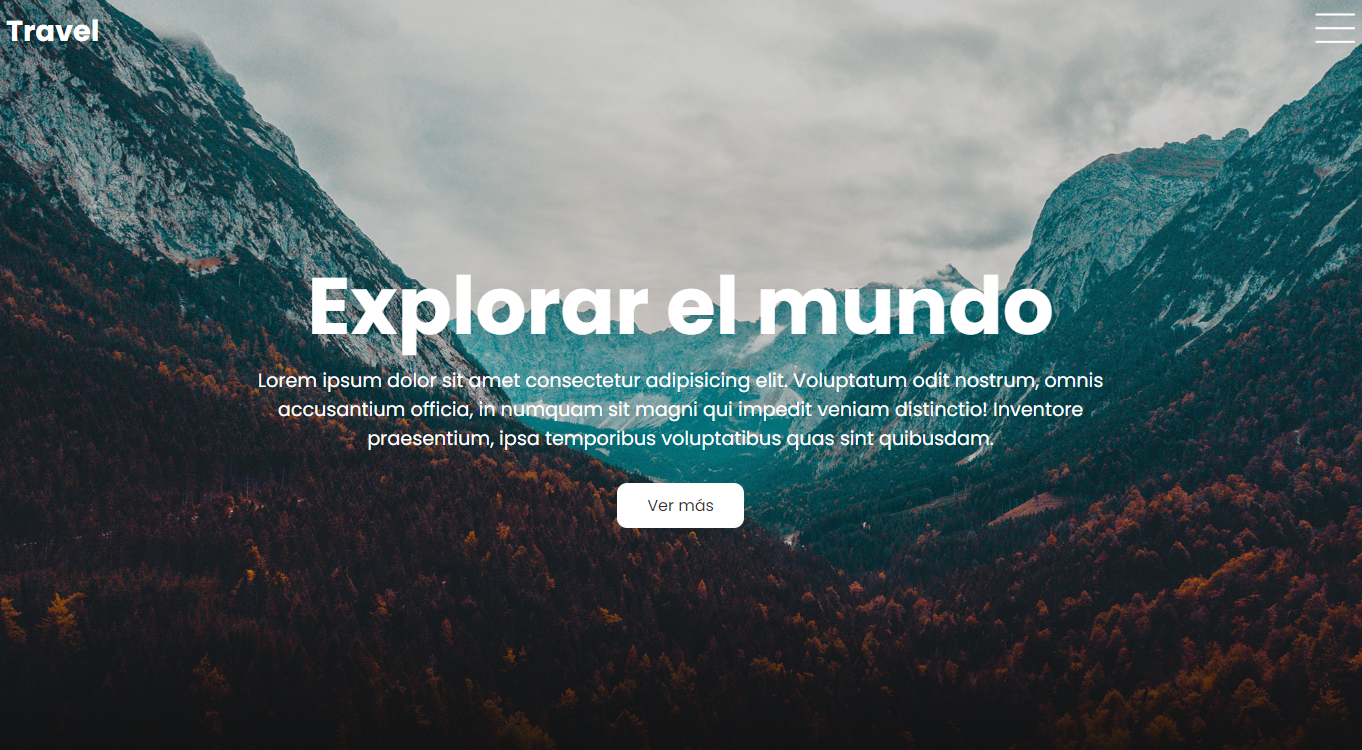 Travel
Explorar el mundo
Lorem ipsum dolor sit amet consectetur adipisicing elit. Voluptatum odit nostrum, omnis
accusantium officia, in numquam sit magni qui impedit veniam distinctio! Inventore
praesentium, ipsa temporibus voluptatibus quas sint quibusdam.
Ver más